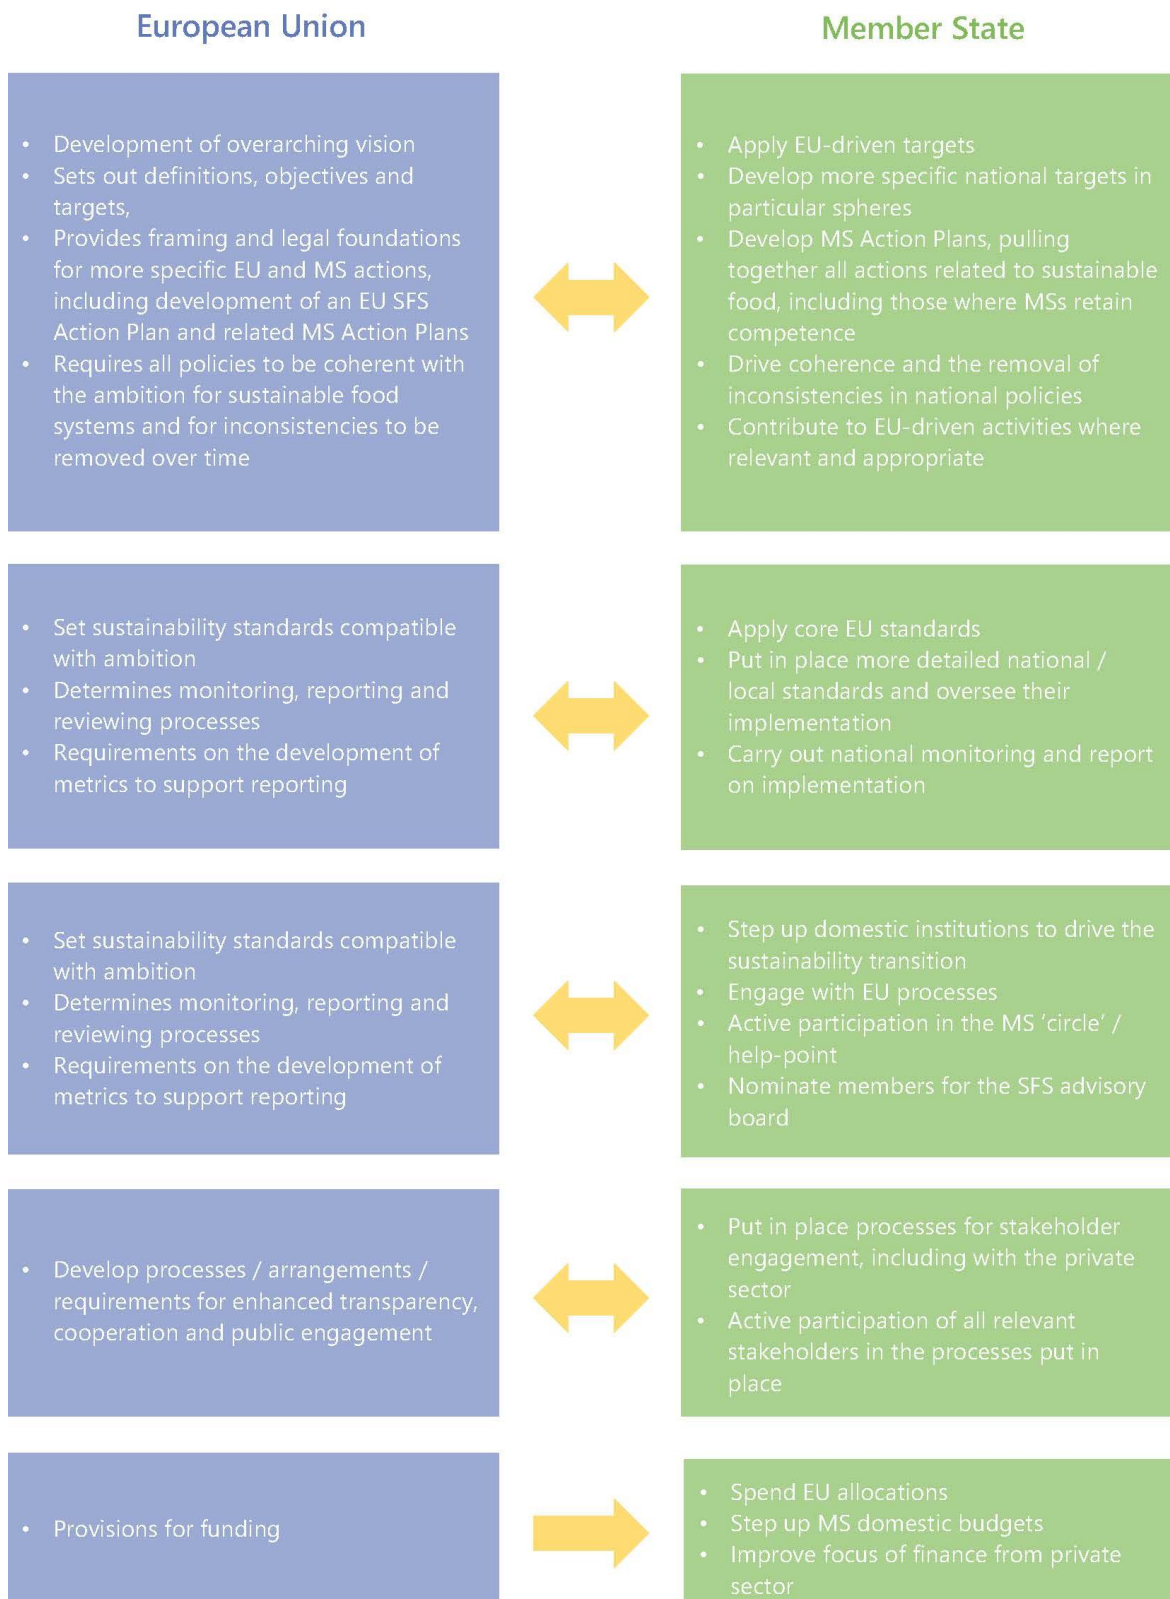 European Union
Member State
• Development of overarching vision
• Sets out definitions, objectives and
targets,
• Provides framing and legal foundations
for more specific EU and MS actions,
including development of an EU SFS
Action Plan and related MS Action Plans
• Requires all policies to be coherent with
the ambition for sustainable food
systems and for inconsistencies to be
removed over time
• Apply EU-driven targets
• Develop more specific national targets in
particular spheres
• Develop MS Action Plans, pulling
together all actions related to sustainable
food, including those where MSs retain
competence
• Drive coherence and the removal of
inconsistencies in national policies
• Contribute to EU-driven activities where
relevant and appropriate
• Set sustainability standards compatible
with ambition
• Determines monitoring, reporting and
reviewing processes
• Requirements on the development of
metrics to support reporting
• Apply core EU standards
• Put in place more detailed national /
local standards and oversee their
implementation
• Carry out national monitoring and report
on implementation
• Set sustainability standards compatible
with ambition
• Determines monitoring, reporting and
reviewing processes
• Requirements on the development of
metrics to support reporting
• Step up domestic institutions to drive the
sustainability transition
• Engage with EU processes
• Active participation in the MS ‘circle’ /
help-point
• Nominate members for the SFS advisory
board
• Develop processes / arrangements /
requirements for enhanced transparency,
cooperation and public engagement
• Put in place processes for stakeholder
engagement, including with the private
sector
• Active participation of all relevant
stakeholders in the processes put in
place
• Provisions for funding
• Spend EU allocations
• Step up MS domestic budgets
• Improve focus of finance from private
sector